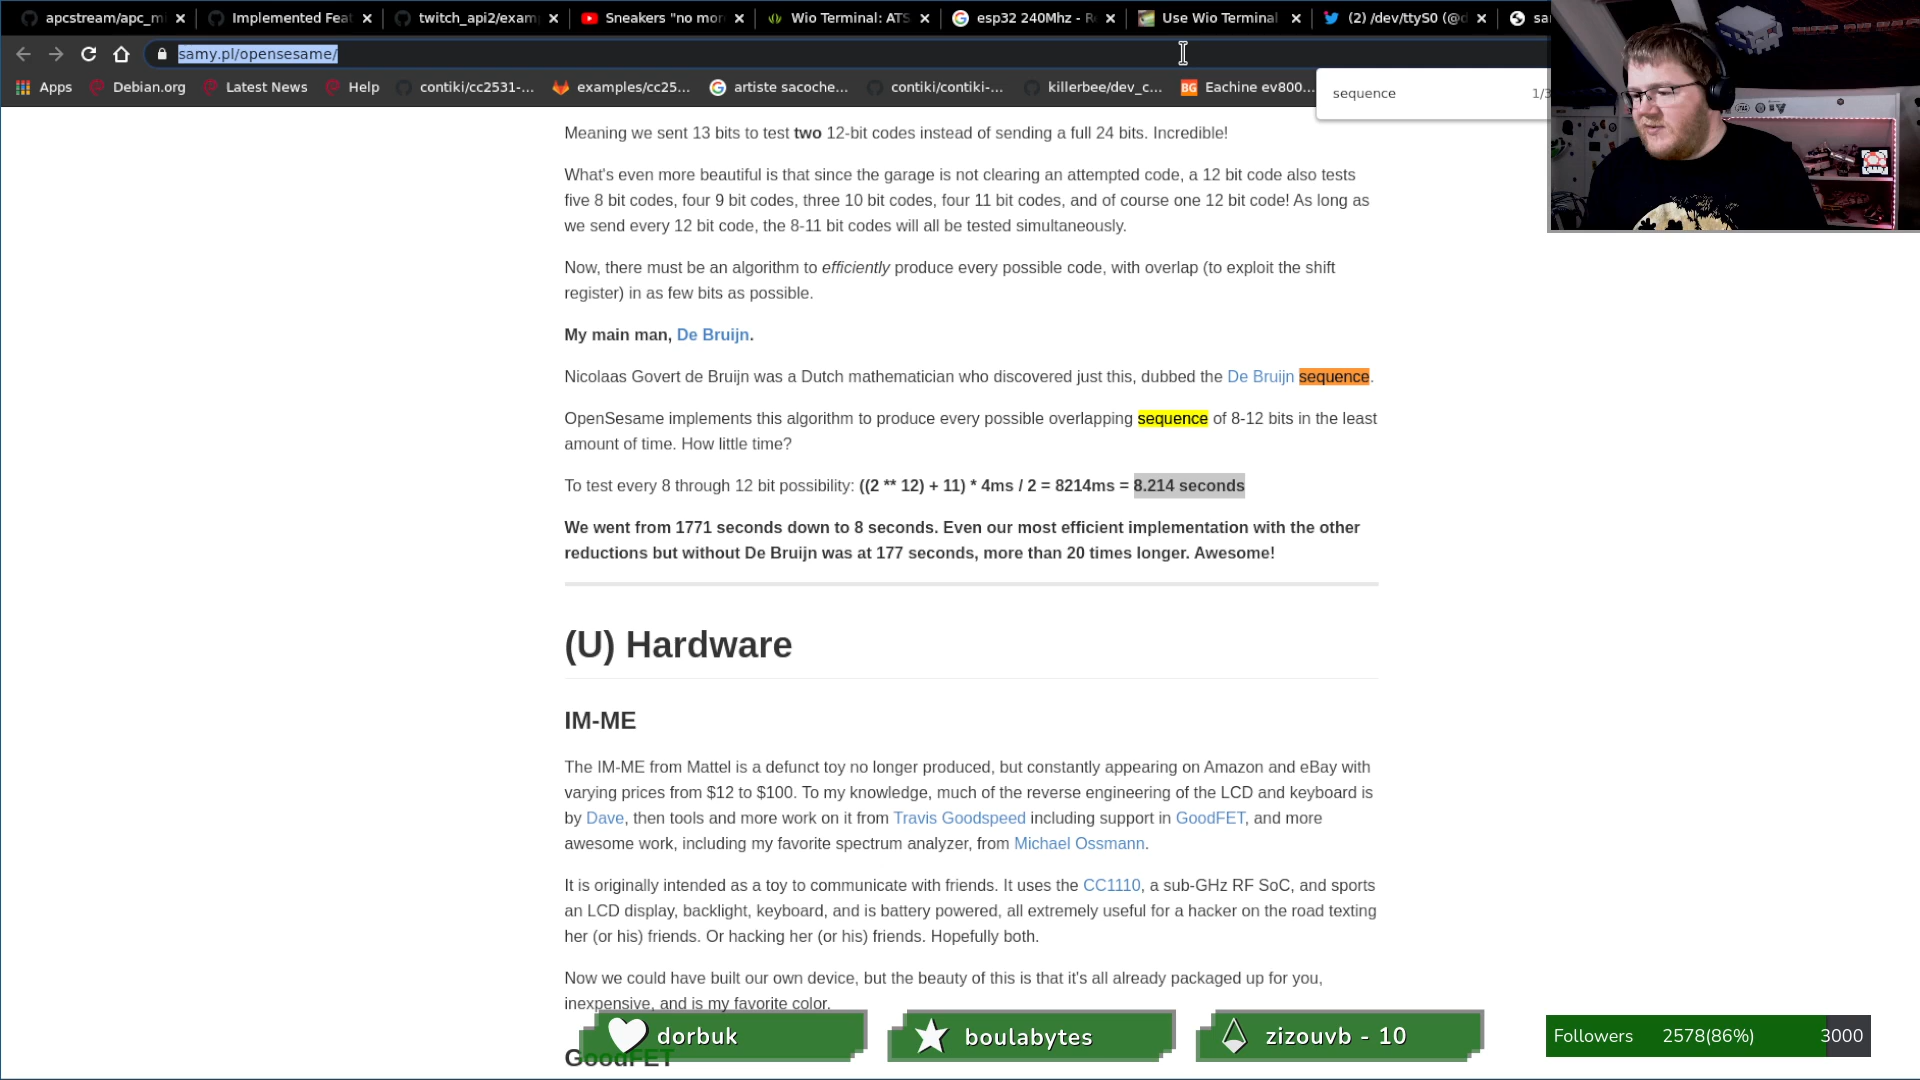 apcstream/apc_mi
Implemented Feat
twitch_api2/examp
Sneakers "no mor
Wio Terminal: ATS
esp32 240Mhz - R
Use Wio Terminal
(2) /dev/ttyS0 (@d
sa
samy.pl/opensesame/
Apps
Debian.org
Latest News
Help
contiki/cc2531-...
examples/cc25...
artiste sacoche...
contiki/contiki-...
killerbee/dev_c...
BG
Eachine ev800...
sequence
1/3
Meaning we sent 13 bits to test two 12-bit codes instead of sending a full 24 bits. Incredible!
What's even more beautiful is that since the garage is not clearing an attempted code, a 12 bit code also tests
five 8 bit codes, four 9 bit codes, three 10 bit codes, four 11 bit codes, and of course one 12 bit code! As long as
we send every 12 bit code, the 8-11 bit codes will all be tested simultaneously.
Now, there must be an algorithm to efficiently produce every possible code, with overlap (to exploit the shift
register) in as few bits as possible.
My main man, De Bruijn.
Nicolaas Govert de Bruijn was a Dutch mathematician who discovered just this, dubbed the De Bruijn sequence.
OpenSesame implements this algorithm to produce every possible overlapping sequence of 8-12 bits in the least
amount of time. How little time?
To test every 8 through 12 bit possibility: ((2 ** 12) + 11) * 4ms / 2 = 8214ms = 8.214 seconds
We went from 1771 seconds down to 8 seconds. Even our most efficient implementation with the other
reductions but without De Bruijn was at 177 seconds, more than 20 times longer. Awesome!
(U) Hardware
IM-ME
The IM-ME from Mattel is a defunct toy no longer produced, but constantly appearing on Amazon and eBay with
varying prices from $12 to $100. To my knowledge, much of the reverse engineering of the LCD and keyboard is
by Dave, then tools and more work on it from Travis Goodspeed including support in GoodFET, and more
awesome work, including my favorite spectrum analyzer, from Michael Ossmann.
It is originally intended as a toy to communicate with friends. It uses the CC1110, a sub-GHz RF SoC, and sports
an LCD display, backlight, keyboard, and is battery powered, all extremely useful for a hacker on the road texting
her (or his) friends. Or hacking her (or his) friends. Hopefully both.
Now we could have built our own device, but the beauty of this is that it's all already packaged up for you,
inexpensive, and is my favorite color.
GoodFET
dorbuk
boulabytes
zizouvb - 10
Followers 2578(86%) 3000